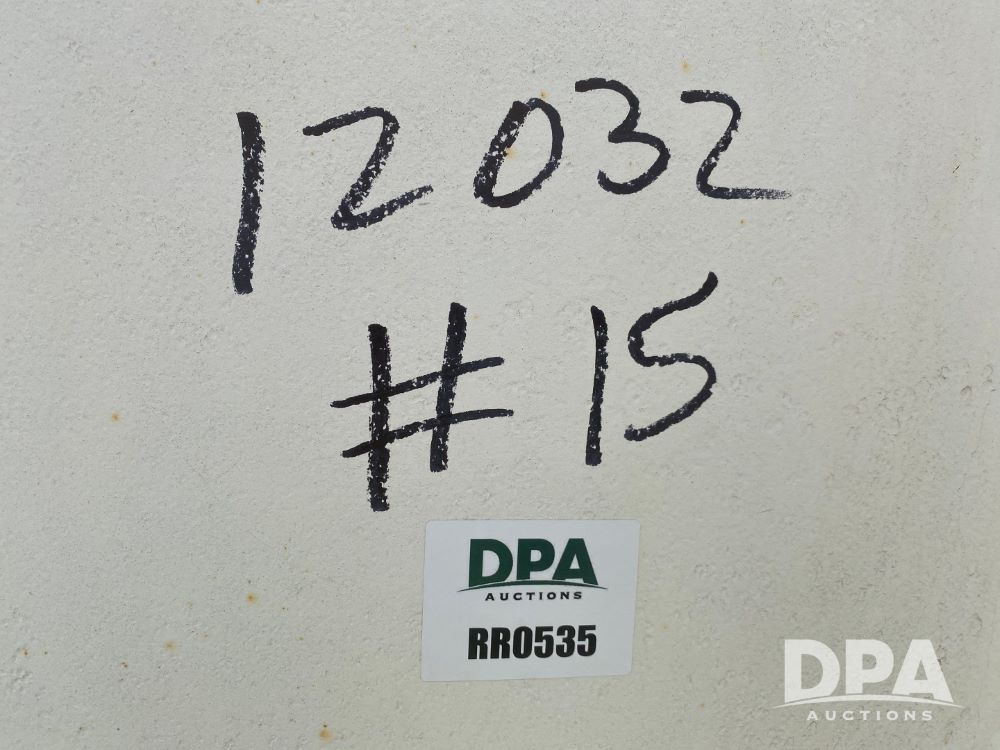 12032
#15
DPA
AUCTIONS
RR0535
DPA
AUCTIONS